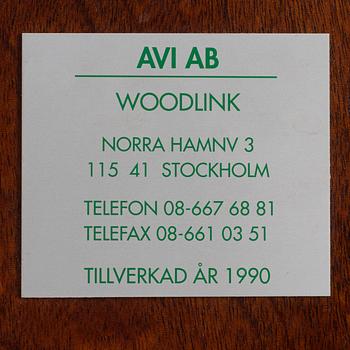 AVI AB
WOODLINK
NORRA HAMNV 3
115 41 STOCKHOLM
TELEFON 08-667 68 81
TELEFAX 08-661 03 51
TILLVERKAD ÅR 1990